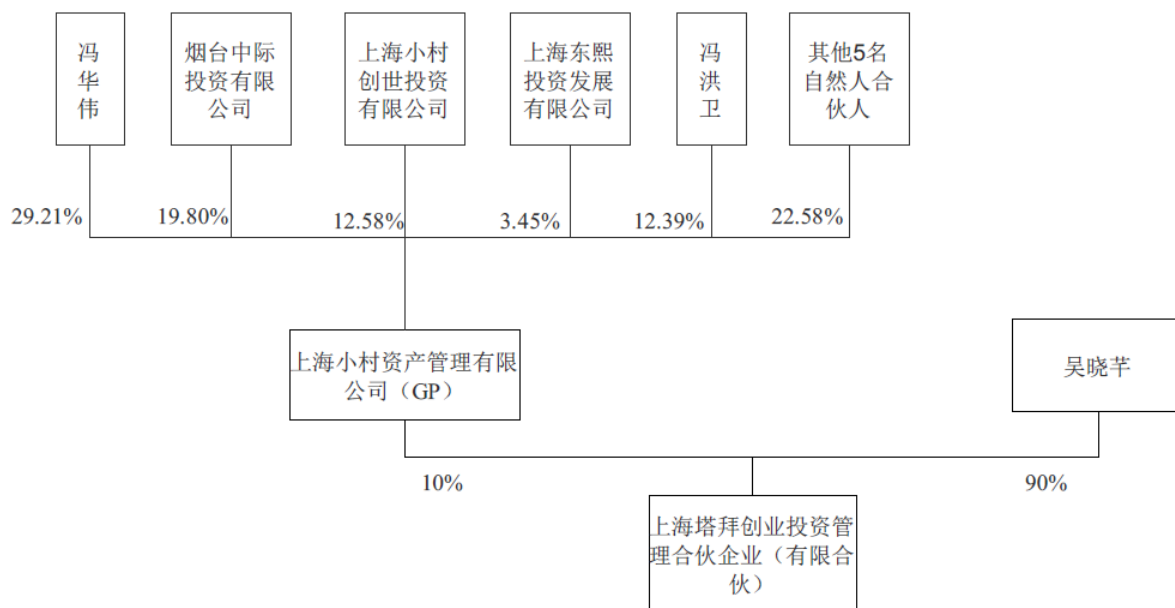 冯
华
伟
烟台中际
投资有限
公司
上海小村
创世投资
有限公司
上海东熙
投资发展
有限公司
冯
洪
卫
其他5名
自然人合
伙人
29.21%
19.80%
12.58%
3.45%
12.39%
22.58%
上海小村资产管理有限
公司（GP）
吴晓芊
10%
90%
上海塔拜创业投资管
理合伙企业（有限合
伙）